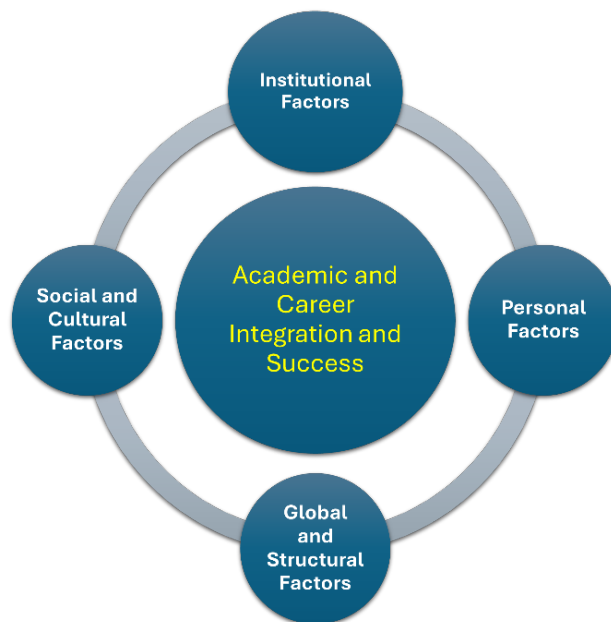 Institutional
Factors
Academic and
Career
Integration and
Success
Social and
Cultural
Factors
Personal
Factors
Global
and
Structural
Factors